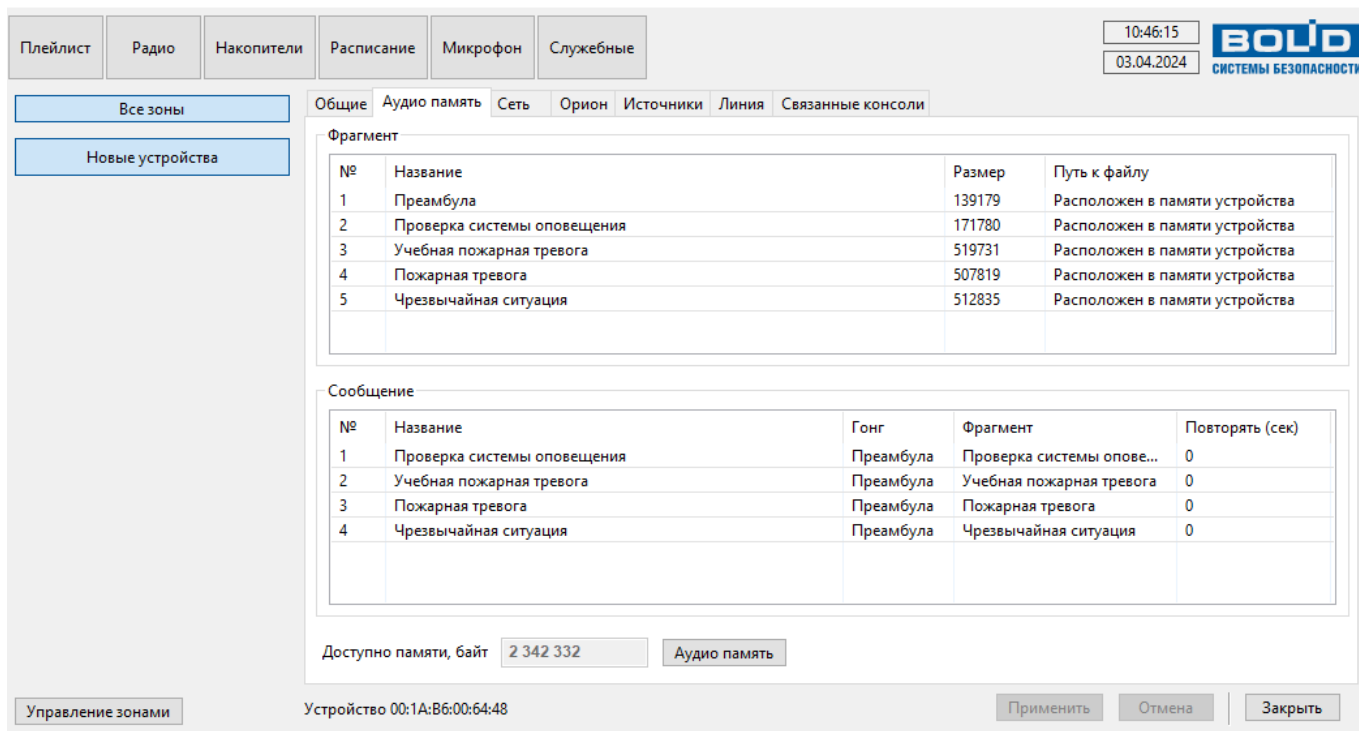 Плейлист Радио Накопители Расписание Микрофон Служебные
10:46:15
03.04.2024
BOLID
СИСТЕМЫ БЕЗОПАСНОСТИ
Все зоны
Новые устройства
Общие Аудио память Сеть Орион Источники Линия Связанные консоли
Фрагмент
№ Название Размер Путь к файлу
1 Преамбула 139179 Расположен в памяти устройства
2 Проверка системы оповещения 171780 Расположен в памяти устройства
3 Учебная пожарная тревога 519731 Расположен в памяти устройства
4 Пожарная тревога 507819 Расположен в памяти устройства
5 Чрезвычайная ситуация 512835 Расположен в памяти устройства
Сообщение
№ Название Гонг Фрагмент Повторять (сек)
1 Проверка системы оповещения Преамбула Проверка системы опове... 0
2 Учебная пожарная тревога Преамбула Учебная пожарная тревога 0
3 Пожарная тревога Преамбула Пожарная тревога 0
4 Чрезвычайная ситуация Преамбула Чрезвычайная ситуация 0
Доступно памяти, байт 2 342 332 Аудио память
Управление зонами Устройство 00:1A:B6:00:64:48 Применить Отмена Закрыть